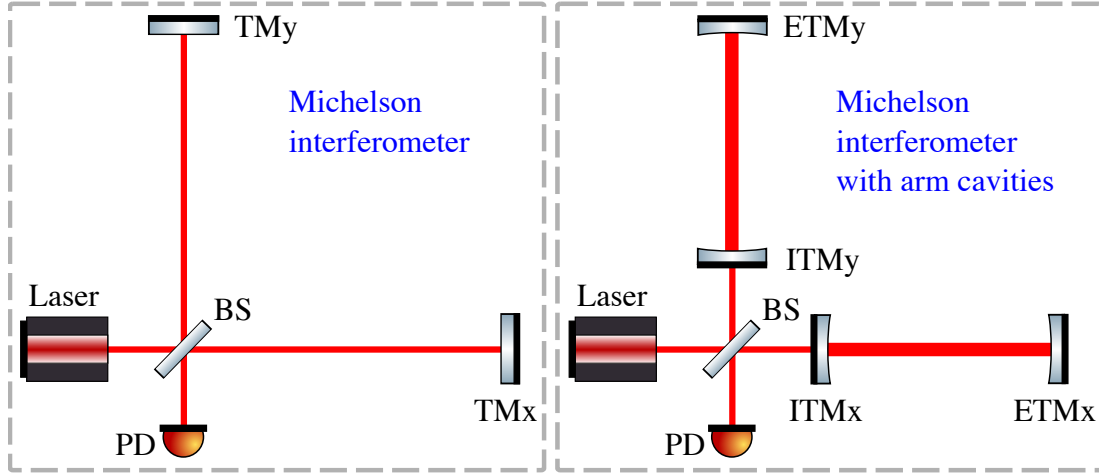 TMy
Michelson
interferometer
Laser
BS
TMx
PD
ETMy
Michelson
interferometer
with arm cavities
ITMy
Laser
BS
ITMx
ETMx
PD